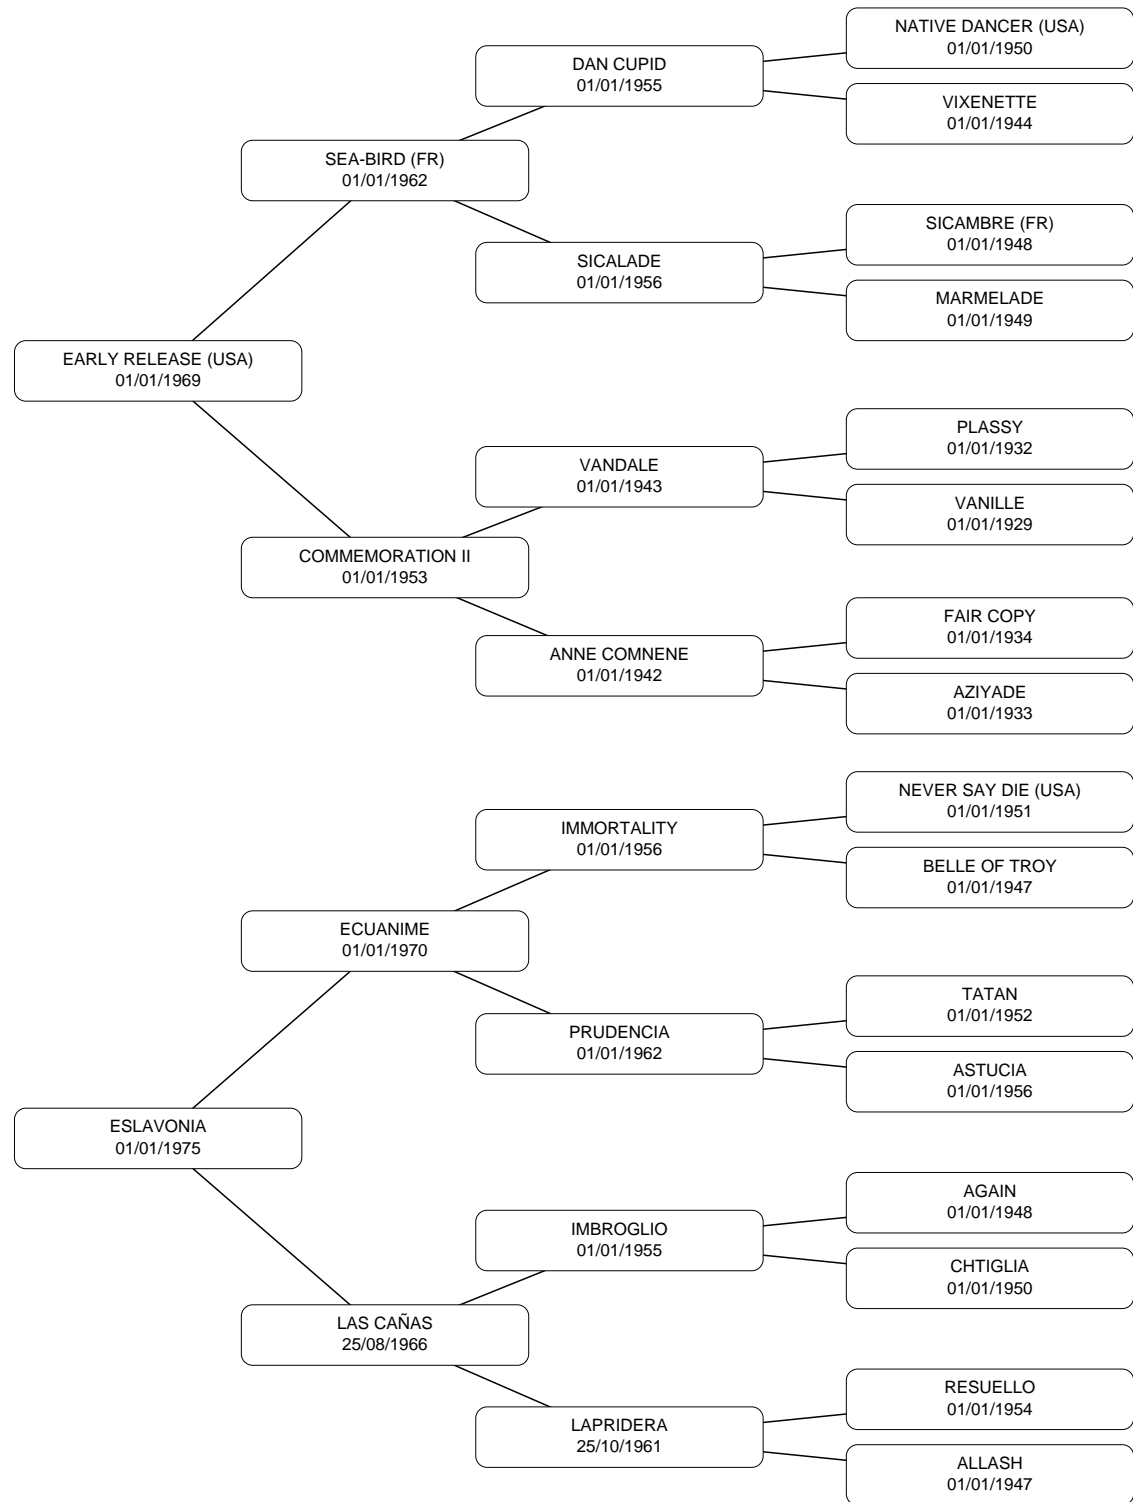 NATIVE DANCER (USA)
01/01/1950
DAN CUPID
01/01/1955
VIXENETTE
01/01/1944
SEA-BIRD (FR)
01/01/1962
SICAMBRE (FR)
01/01/1948
SICALADE
01/01/1956
MARMELADE
01/01/1949
EARLY RELEASE (USA)
01/01/1969
PLASSY
01/01/1932
VANDALE
01/01/1943
VANILLE
01/01/1929
COMMEMORATION II
01/01/1953
FAIR COPY
01/01/1934
ANNE COMNENE
01/01/1942
AZIYADE
01/01/1933
NEVER SAY DIE (USA)
01/01/1951
IMMORTALITY
01/01/1956
BELLE OF TROY
01/01/1947
ECUANIME
01/01/1970
TATAN
01/01/1952
PRUDENCIA
01/01/1962
ASTUCIA
01/01/1956
ESLAVONIA
01/01/1975
AGAIN
01/01/1948
IMBROGLIO
01/01/1955
CHTIGLIA
01/01/1950
LAS CAÑAS
25/08/1966
RESUELLO
01/01/1954
LAPRIDERA
25/10/1961
ALLASH
01/01/1947